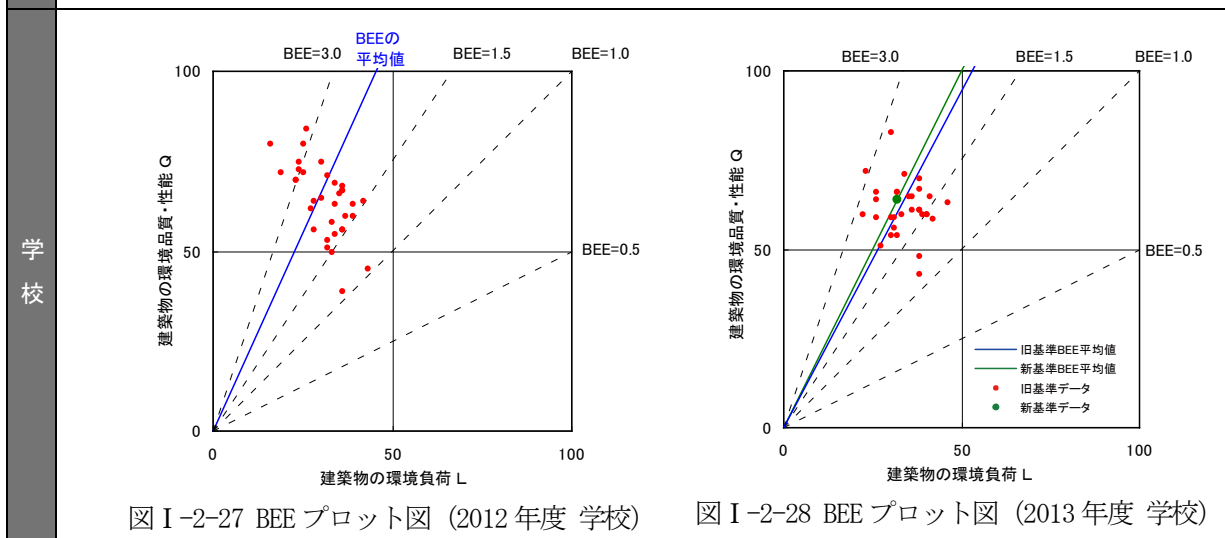 学
校
BEEの
平均値
BEE=3.0
BEE=1.5
BEE=1.0
BEE=0.5
100
50
0
建築物の環境品質・性能 Q
0
50
100
建築物の環境負荷 L
図Ⅰ-2-27 BEE プロット図（2012 年度 学校）
BEE=3.0
BEE=1.5
BEE=1.0
BEE=0.5
100
50
0
建築物の環境品質・性能 Q
旧基準BEE平均値
新基準BEE平均値
旧基準データ
新基準データ
0
50
100
建築物の環境負荷 L
図Ⅰ-2-28 BEE プロット図（2013 年度 学校）